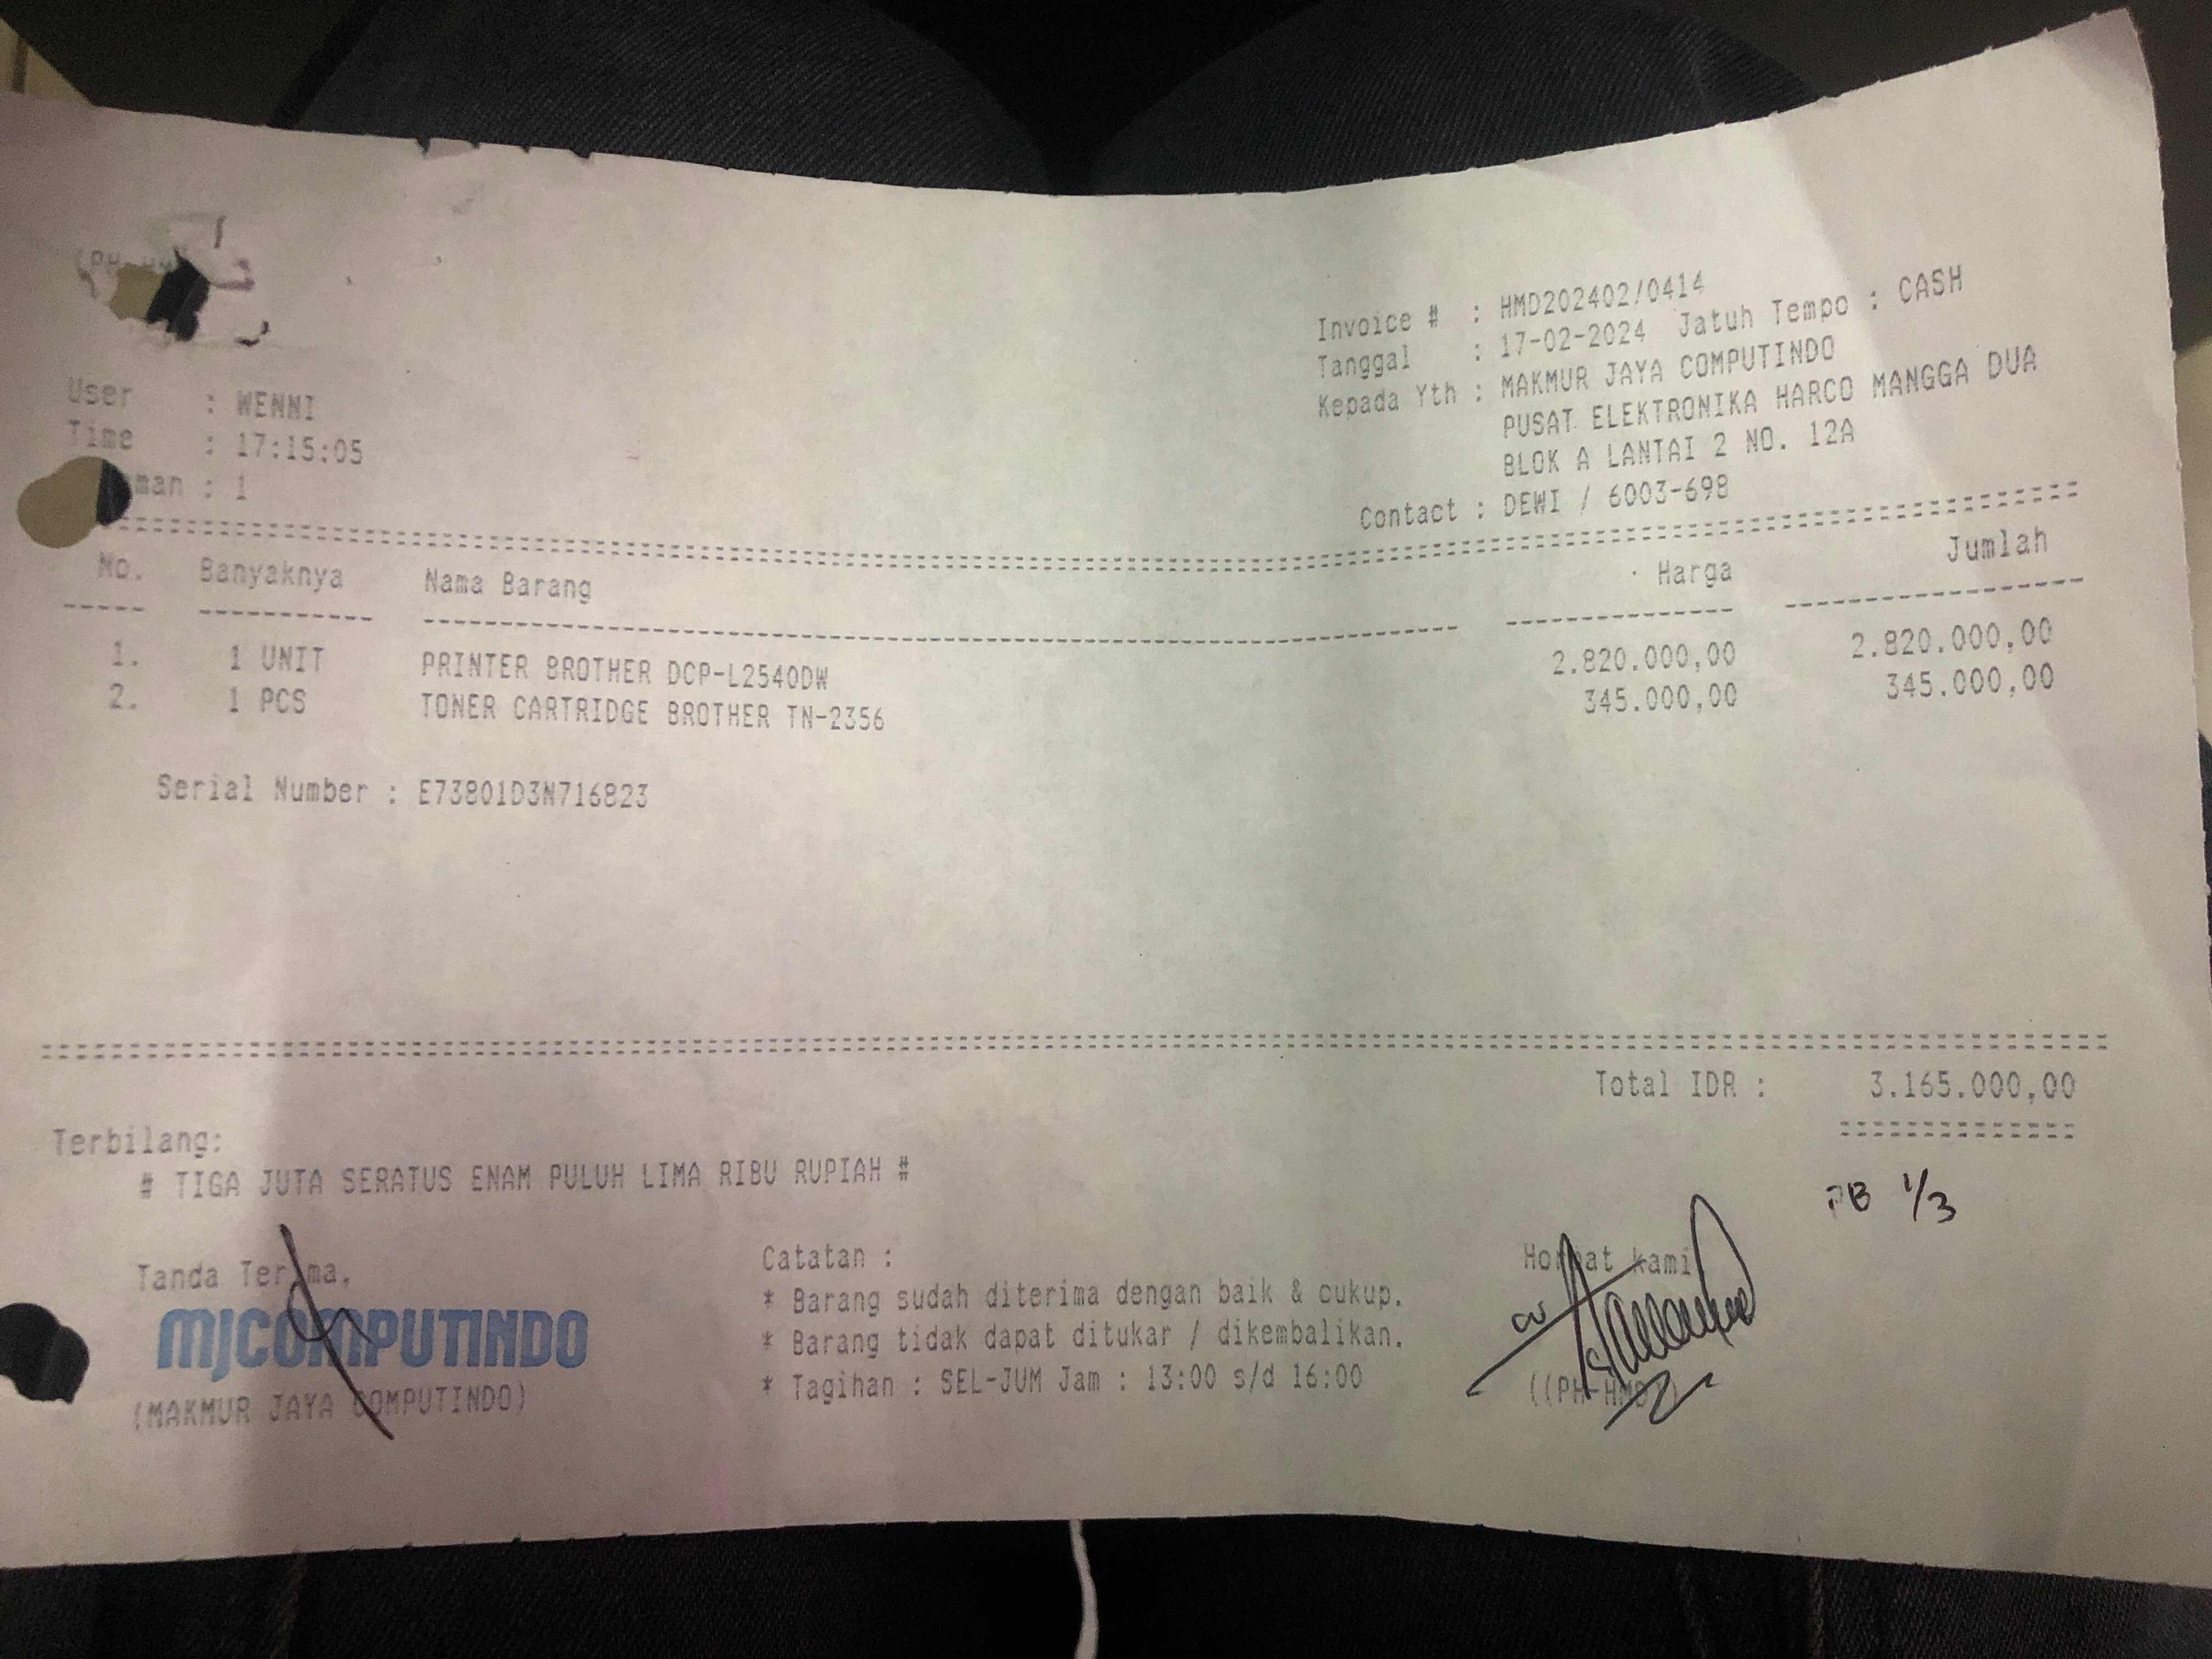 (PH-HM
User : WENNI
Time : 17:15:05
man : 1
Invoice # : HMD202402/0414
Tanggal : 17-02-2024 Jatuh Tempo : CASH
Kepada Yth : MAKMUR JAYA COMPUTINDO
PUSAT ELEKTRONIKA HARCO MANGGA DUA
BLOK A LANTAI 2 NO. 12A
Contact : DEWI / 6003-698
No. Banyaknya Nama Barang Harga Jumlah
1. 1 UNIT PRINTER BROTHER DCP-L2540DW 2.820.000,00 2.820.000,00
2. 1 PCS TONER CARTRIDGE BROTHER TN-2356 345.000,00 345.000,00
Serial Number : E73801D3N716823
Total IDR : 3.165.000,00
Terbilang:
# TIGA JUTA SERATUS ENAM PULUH LIMA RIBU RUPIAH #
1/3
Tanda Terima,
MJCOMPUTINDO
(MAKMUR JAYA COMPUTINDO)
Catatan :
* Barang sudah diterima dengan baik & cukup.
* Barang tidak dapat ditukar / dikembalikan.
* Tagihan : SEL-JUM Jam : 13:00 s/d 16:00
Hormat kami
((PH-HMD))